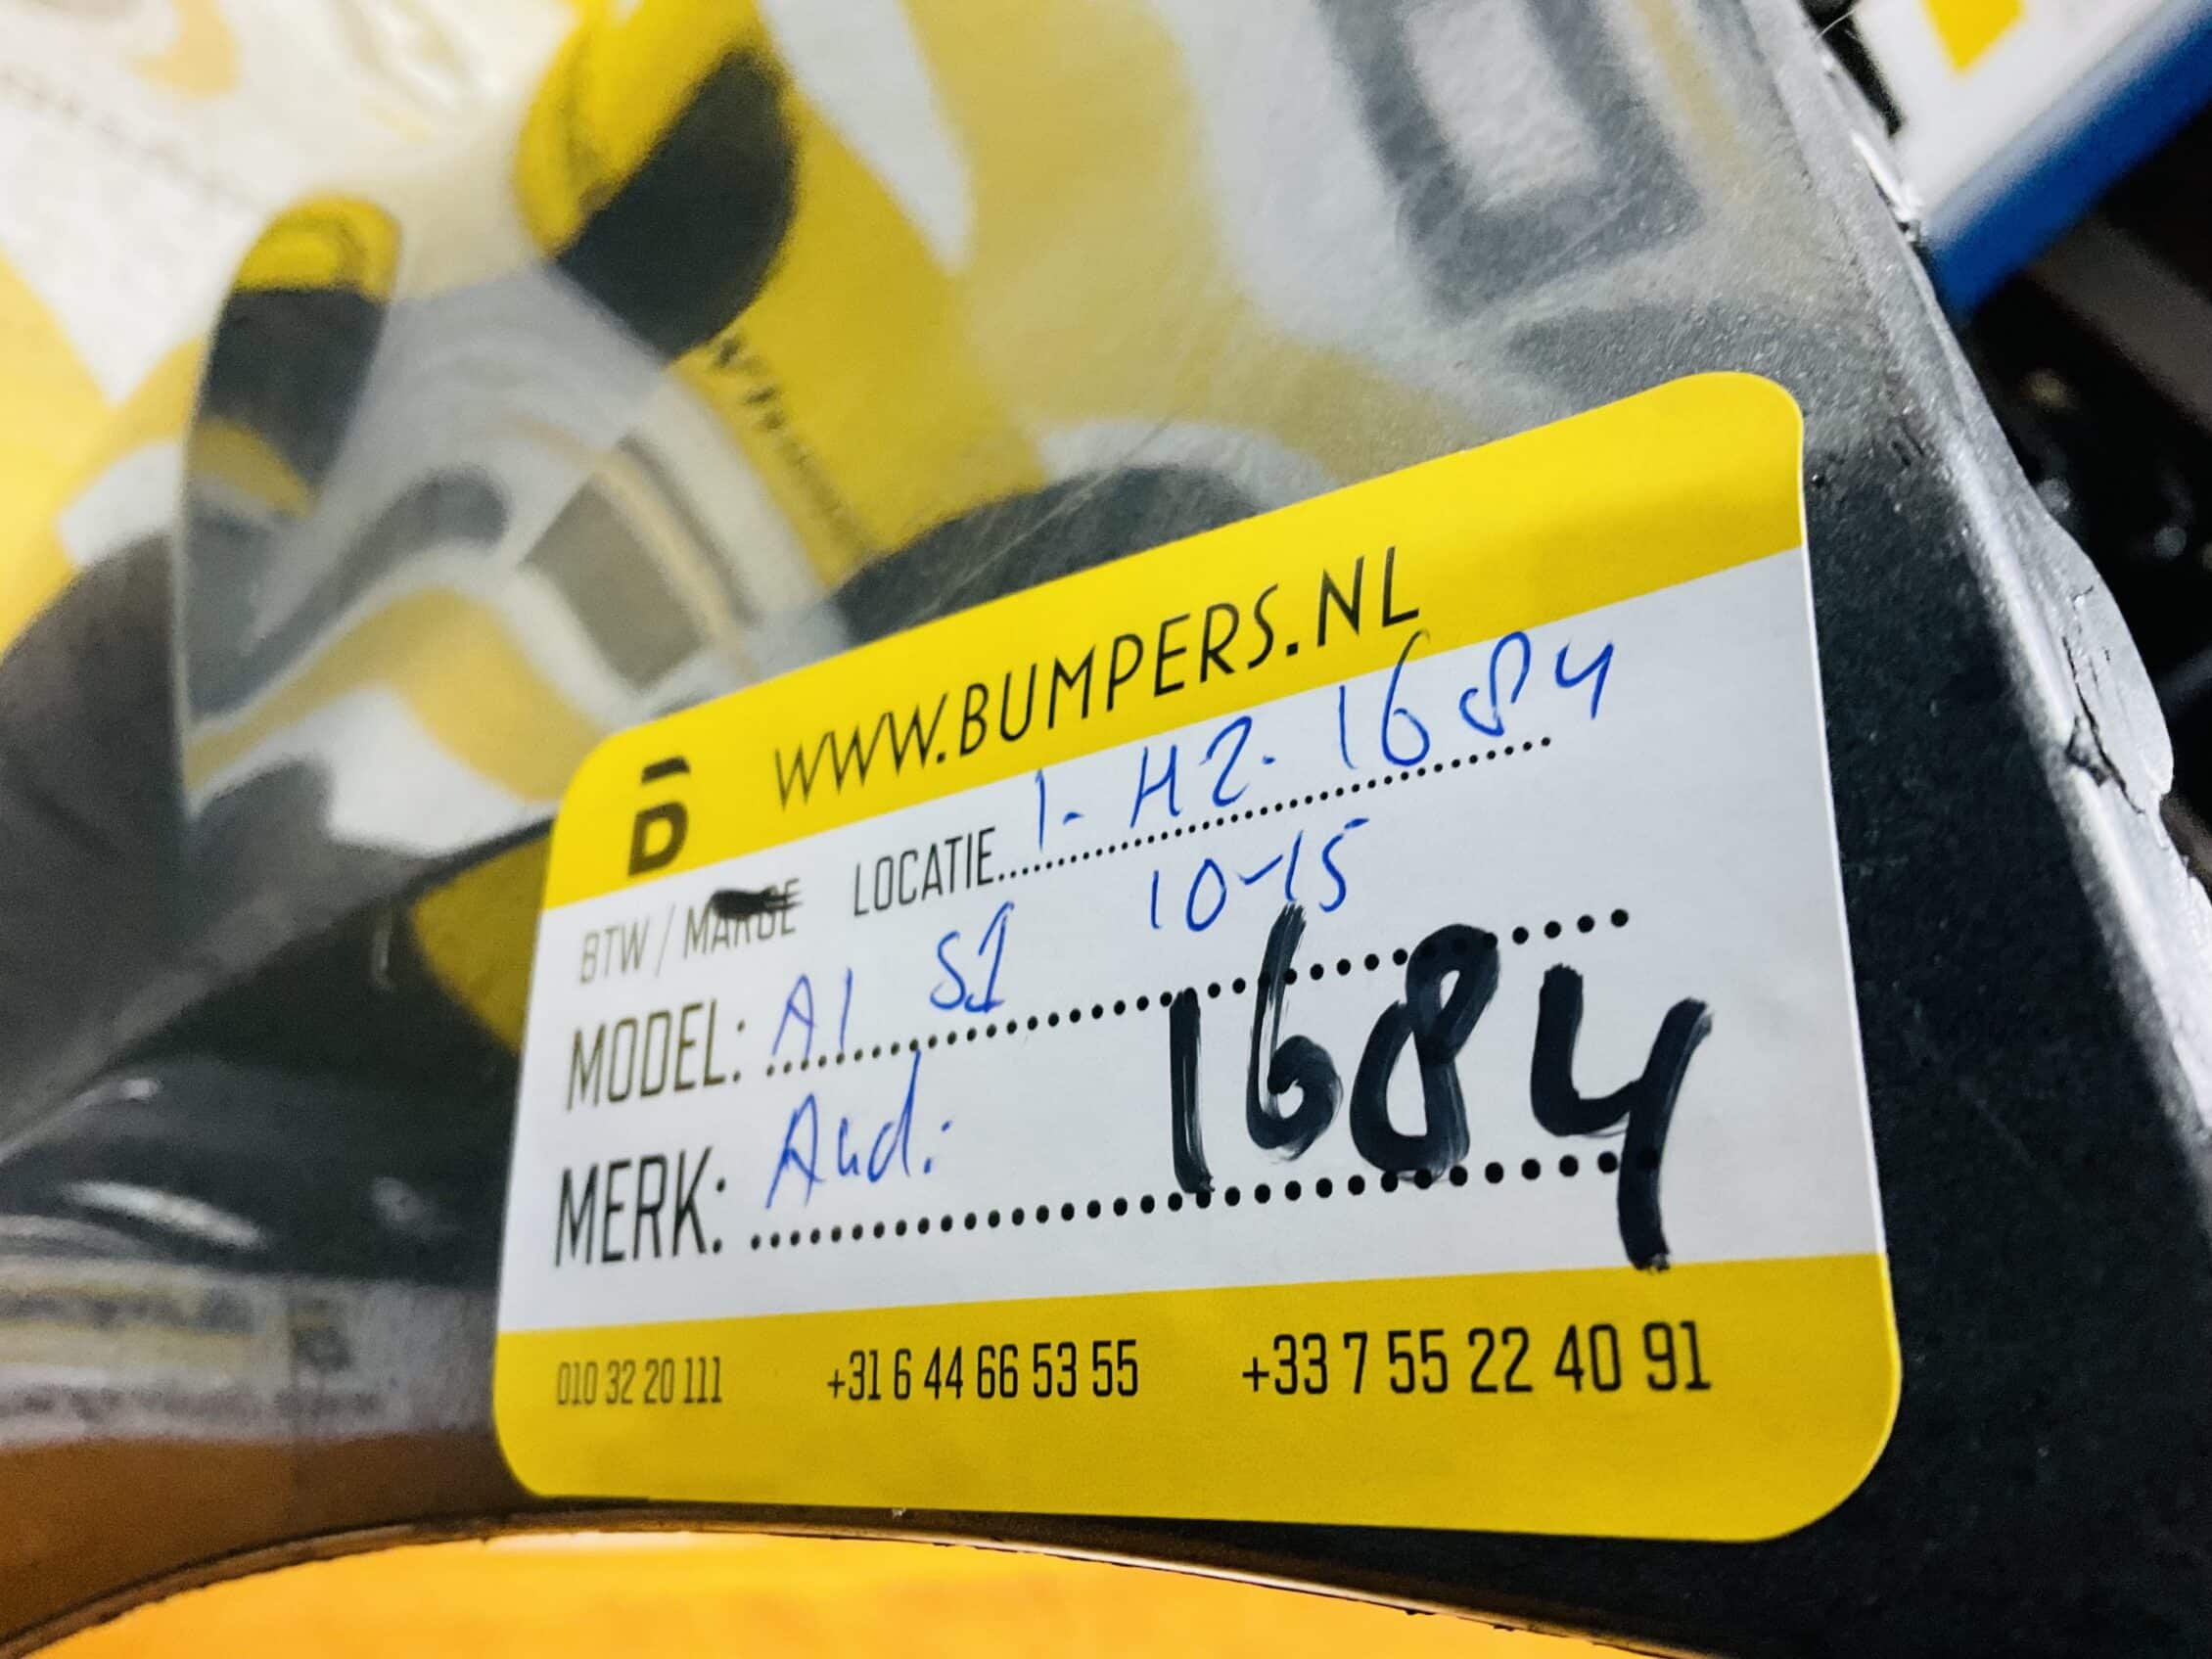 WWW.BUMPERS.NL
BTW / MARGE LOCATIE 1-H2-1684
MODEL: A1 S1 10-15
MERK: Audi 1684
010 32 20 111 +31 6 44 66 53 55 +33 7 55 22 40 91